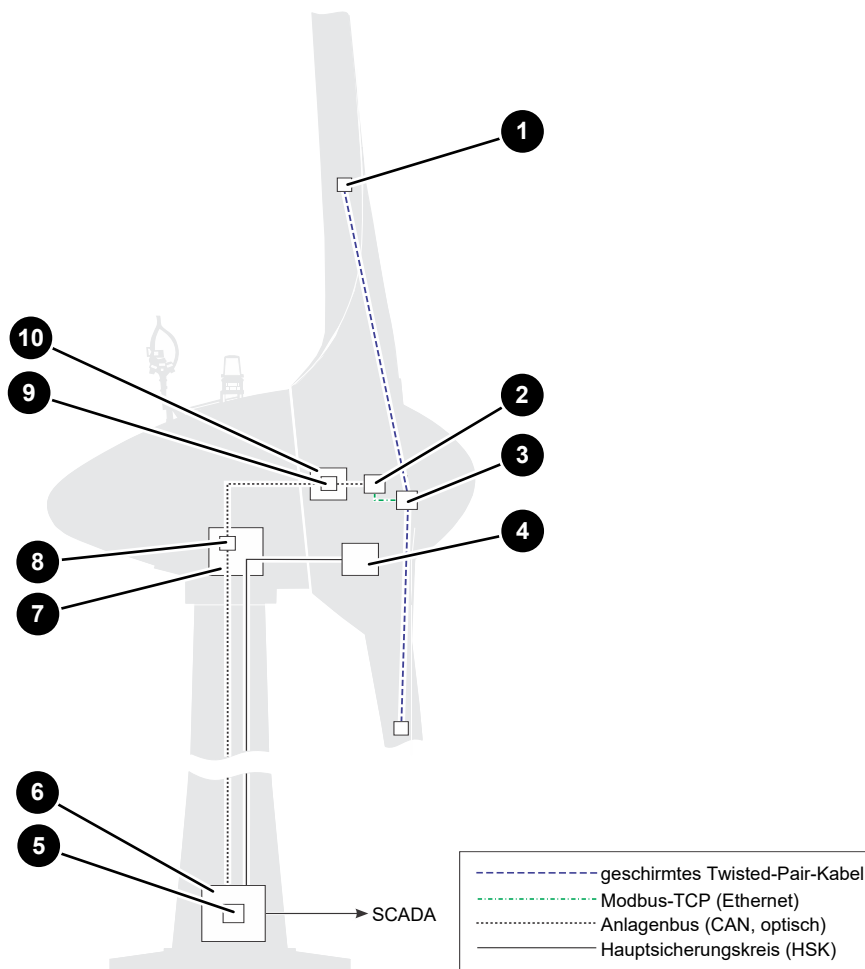 1
10
9
2
3
4
8
7
6
5
SCADA
geschirmtes Twisted-Pair-Kabel
Modbus-TCP (Ethernet)
Anlagenbus (CAN, optisch)
Hauptsicherungskreis (HSK)